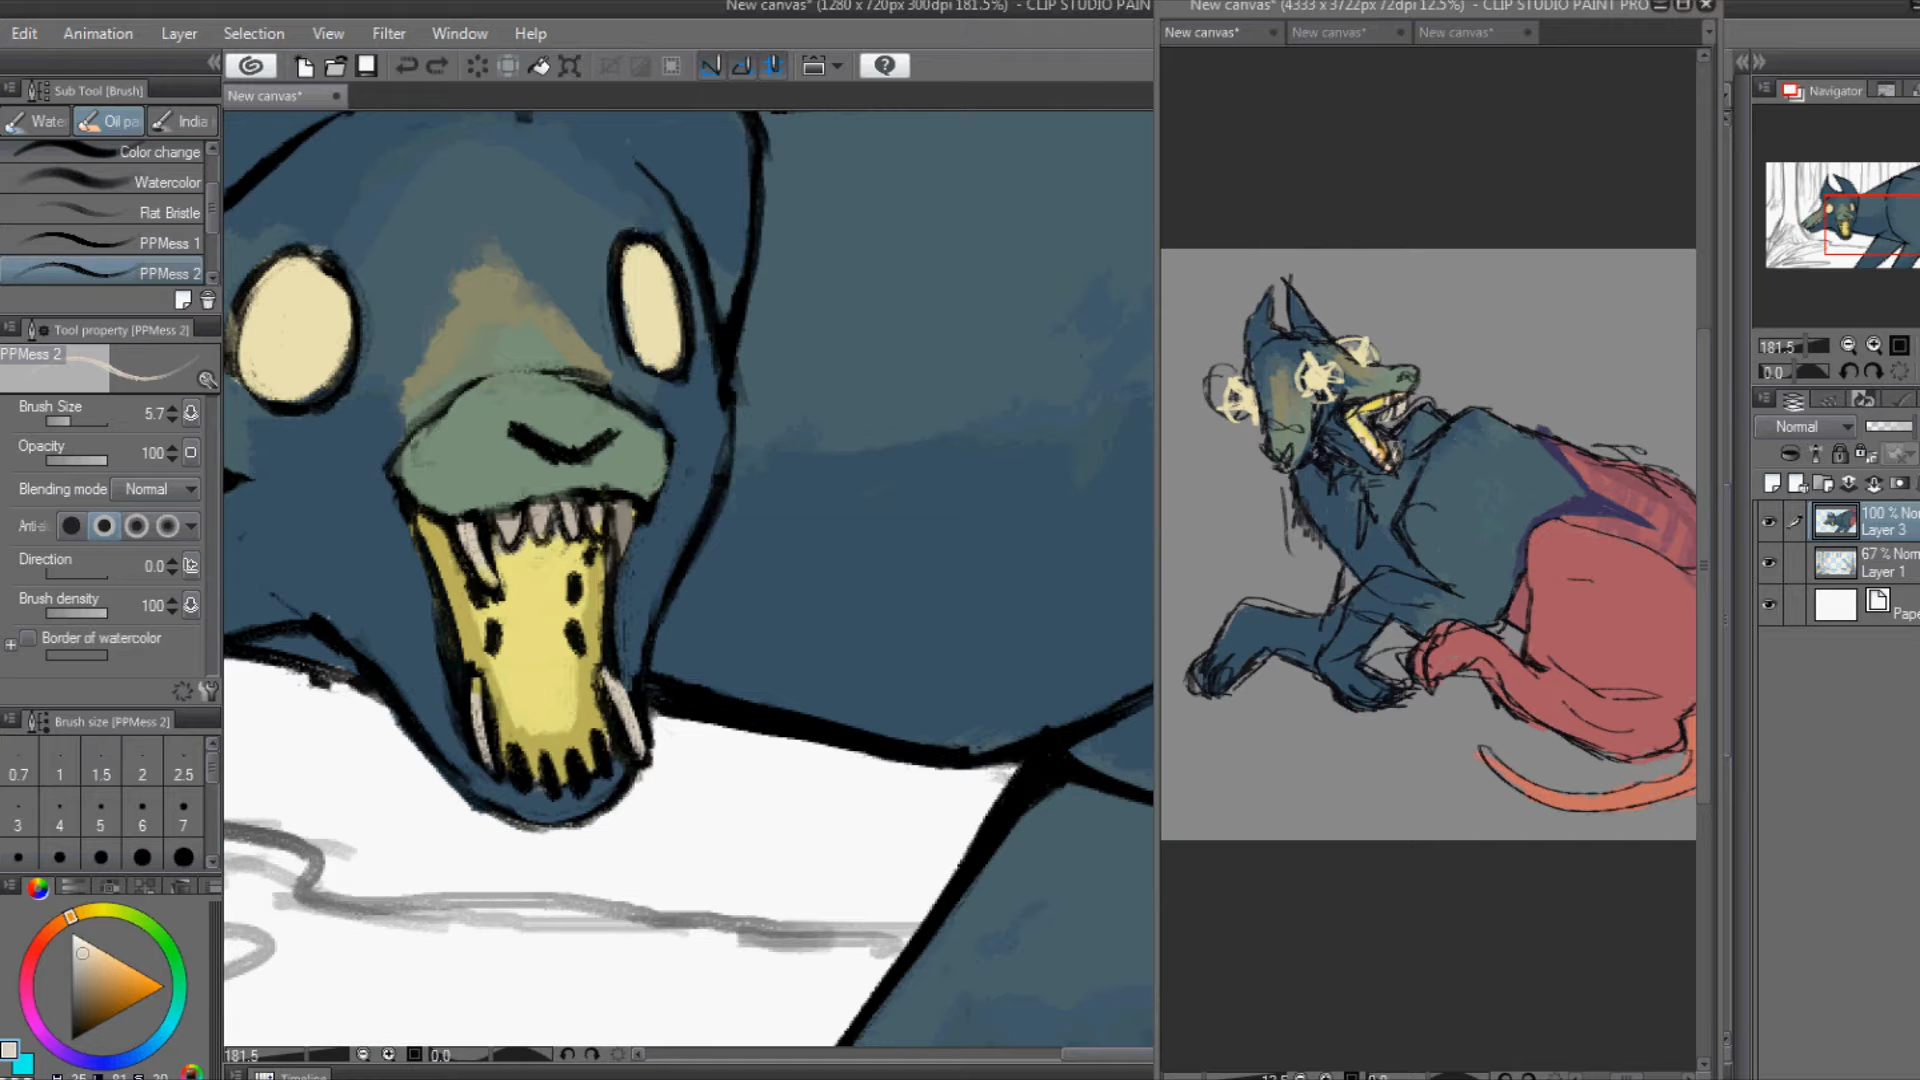 New canvas* (1280 x 720px 300dpi 181.5%) - CLIP STUDIO PAIN
New canvas* (4333 x 3722px 72dpi 12.5%) - CLIP STUDIO PAINT PRO
Edit Animation Layer Selection View Filter Window Help
New canvas* New canvas* New canvas*
Sub Tool [Brush]
New canvas*
Navigator
Wate Oil pa India
Color change
Watercolor
Flat Bristle
PPMess 1
PPMess 2
Tool property [PPMess 2]
PPMess 2
181.5
0.0
Brush Size 5.7
Normal
Opacity 100
Blending mode Normal
Anti-a
100 % Nor
Layer 3
Direction 0.0
67 % Nom
Layer 1
Brush density 100
Pape
Border of watercolor
Brush size [PPMess 2]
0.7 1 1.5 2 2.5
3 4 5 6 7
181.5 0.0
Timeline